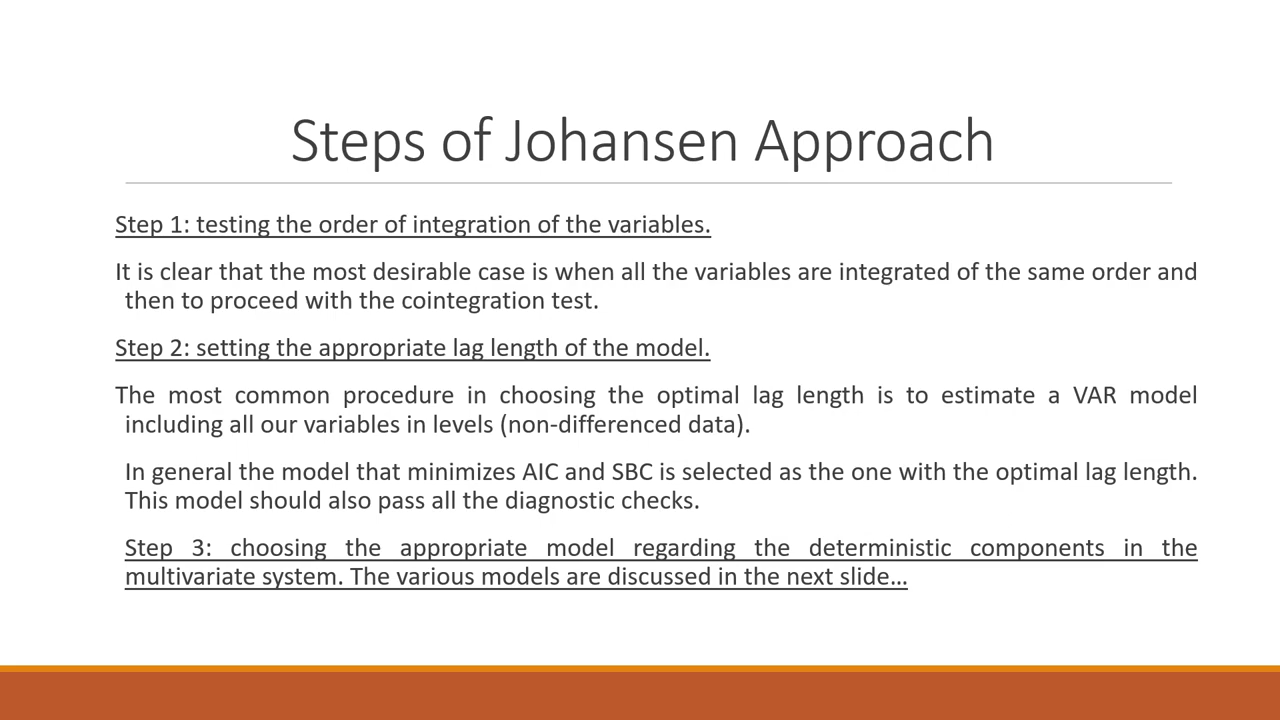 Steps of Johansen Approach
Step 1: testing the order of integration of the variables.
It is clear that the most desirable case is when all the variables are integrated of the same order and
then to proceed with the cointegration test.
Step 2: setting the appropriate lag length of the model.
The most common procedure in choosing the optimal lag length is to estimate a VAR model
including all our variables in levels (non-differenced data).
In general the model that minimizes AIC and SBC is selected as the one with the optimal lag length.
This model should also pass all the diagnostic checks.
Step 3: choosing the appropriate model regarding the deterministic components in the
multivariate system. The various models are discussed in the next slide…